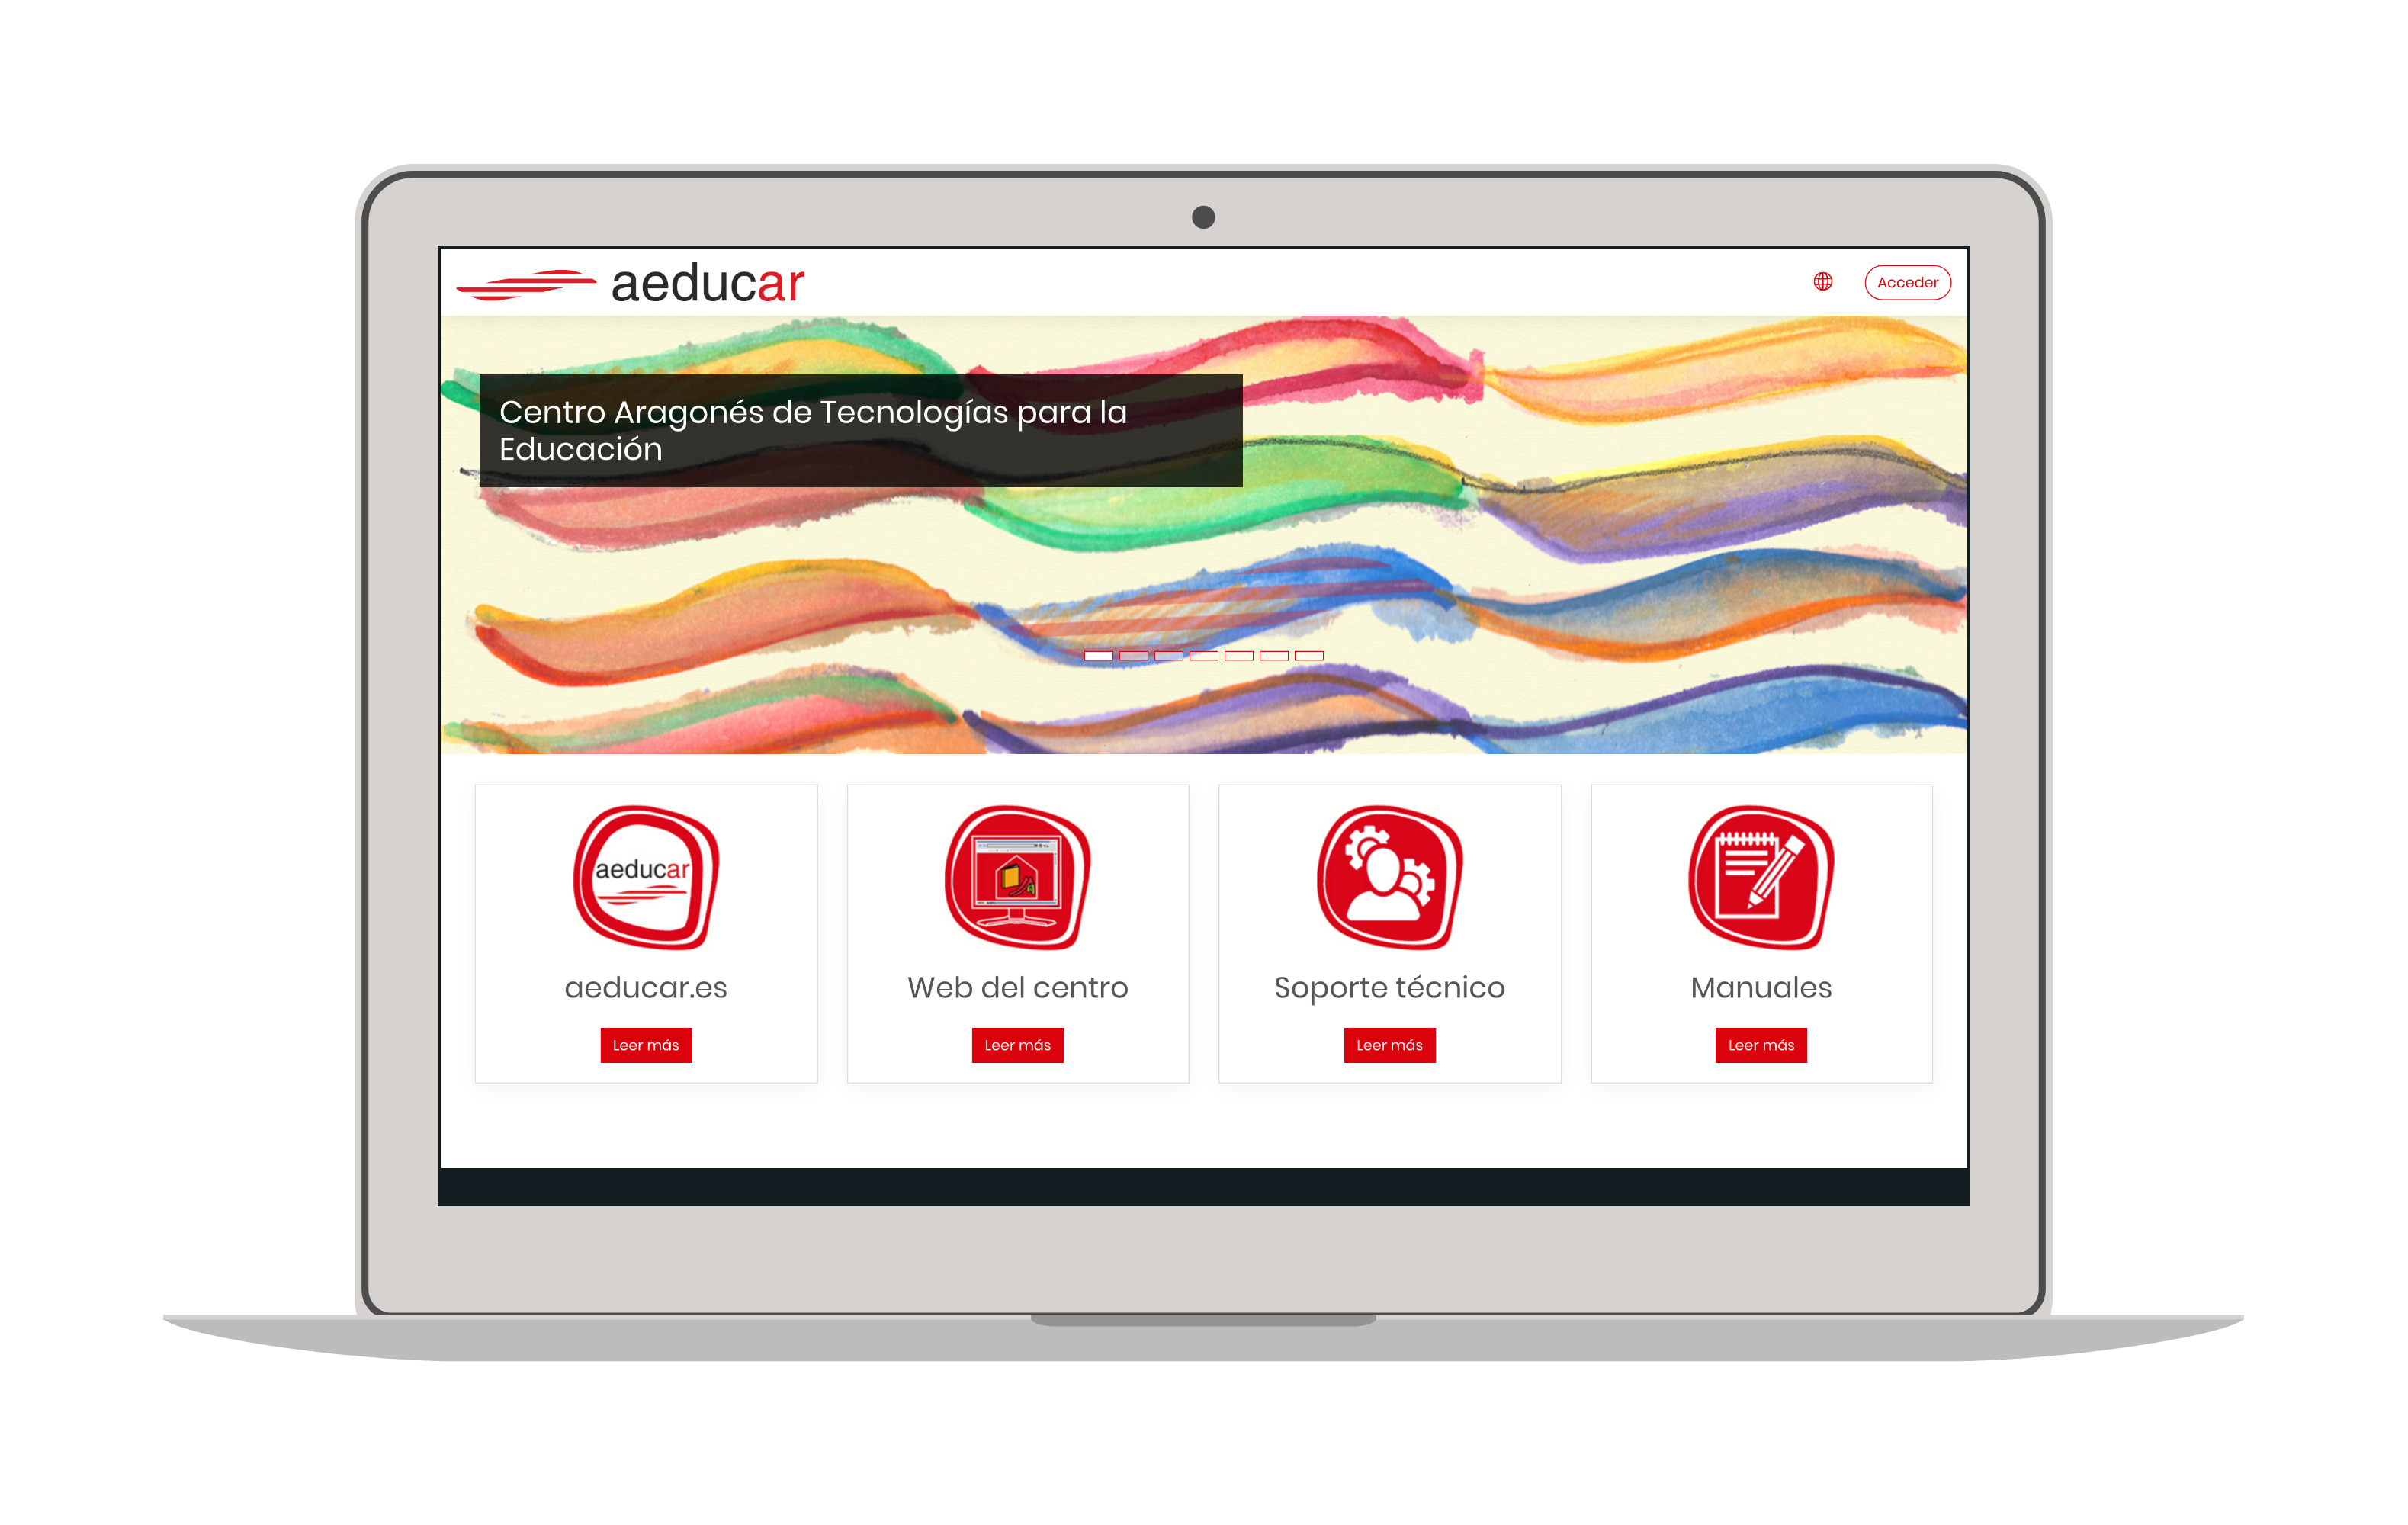 aeducar
Acceder
Centro Aragonés de Tecnologías para la
Educación
aeducar
aeducar.es
Leer más
Web del centro
Leer más
Soporte técnico
Leer más
Manuales
Leer más